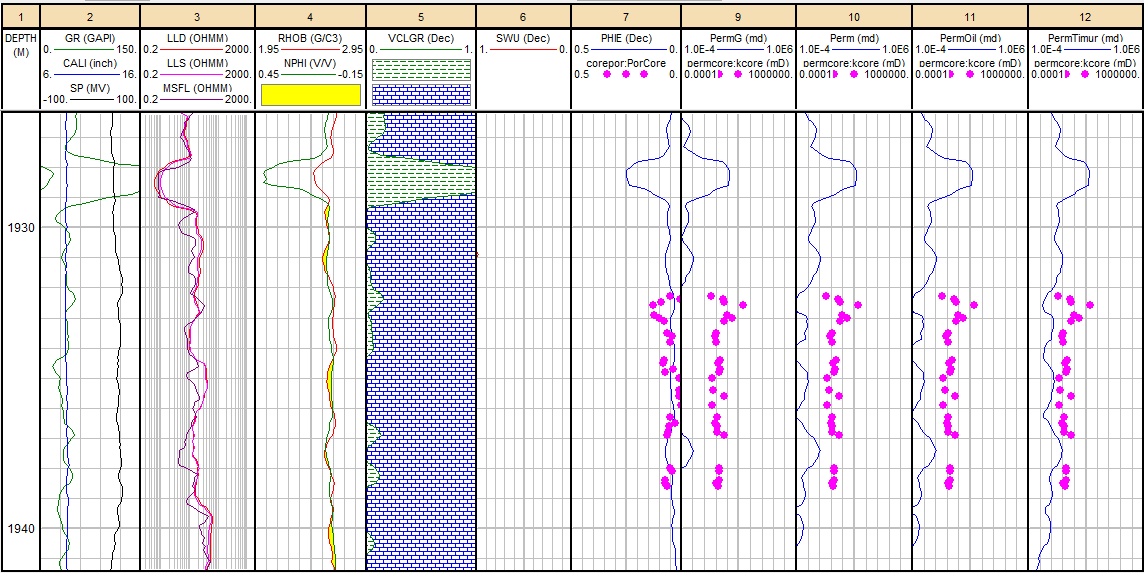 1 2 3 4 5 6 7 9 10 11 12
DEPTH GR (GAPI) LLD (OHMM) RHOB (G/C3) VCLGR (Dec) SWU (Dec) PHIE (Dec) PermG (md) Perm (md) PermOil (md) PermTimur (md)
(M) 0. 150. 0.2 2000. 1.95 2.95 0. 1. 1. 0. 0.5 0. 1.0E-4 1.0E6 1.0E-4 1.0E6 1.0E-4 1.0E6 1.0E-4 1.0E6
CALI (inch) LLS (OHMM) NPHI (V/V) corepor:PorCore permcore:kcore (md) permcore:kcore (md) permcore:kcore (md) permcore:kcore (md)
6. 16. 0.2 2000. 0.45 -0.15 0.5 0. 0.0001 1000000. 0.0001 1000000. 0.0001 1000000. 0.0001 1000000.
SP (MV) MSFL (OHMM)
-100. 100. 0.2 2000.
1930
1940